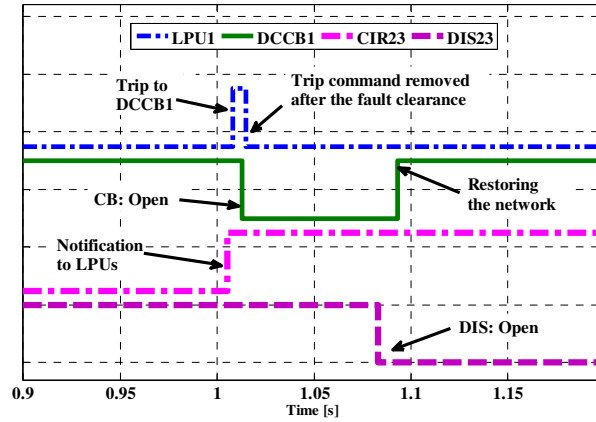 LPU1 DCCB1 CIR23 DIS23
Trip to
DCCB1
Trip command removed
after the fault clearance
CB: Open
Restoring
the network
Notification
to LPUs
DIS: Open
0.9 0.95 1 1.05 1.1 1.15
Time [s]